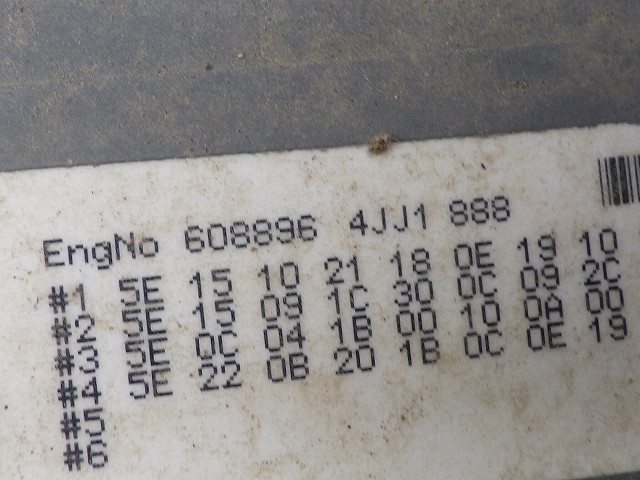 EngNo 608896 4JJ1 888
#1 5E 15 10 21 18 0E 19 10
#2 5E 15 09 1C 30 0C 09 2C
#3 5E 0C 04 1B 00 10 0A 00
#4 5E 22 0B 20 1B 0C 0E 19
#5
#6